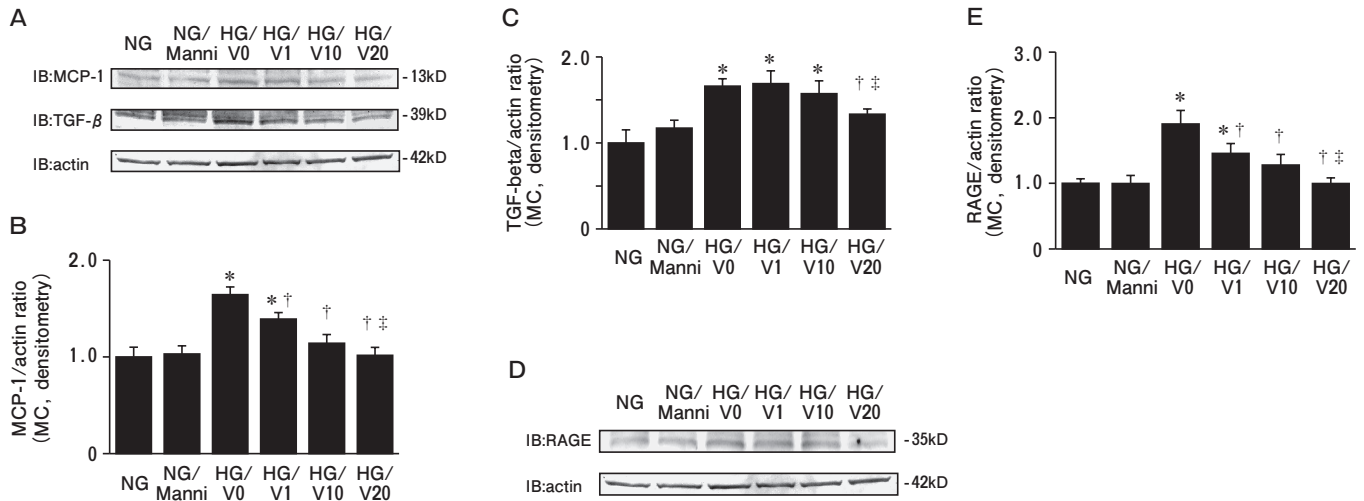 A
NG NG/Manni HG/V0 HG/V1 HG/V10 HG/V20
IB:MCP-1 -13kD
IB:TGF-β -39kD
IB:actin -42kD
B
MCP-1/actin ratio
(MC, densitometry)
2.0
* * † † † ‡
1.0
0
NG NG/Manni HG/V0 HG/V1 HG/V10 HG/V20
C
TGF-beta/actin ratio
(MC, densitometry)
2.0
* * * † ‡
1.0
0
NG NG/Manni HG/V0 HG/V1 HG/V10 HG/V20
D
NG NG/Manni HG/V0 HG/V1 HG/V10 HG/V20
IB:RAGE -35kD
IB:actin -42kD
E
RAGE/actin ratio
(MC, densitometry)
3.0
2.0
* * † † † ‡
1.0
0
NG NG/Manni HG/V0 HG/V1 HG/V10 HG/V20